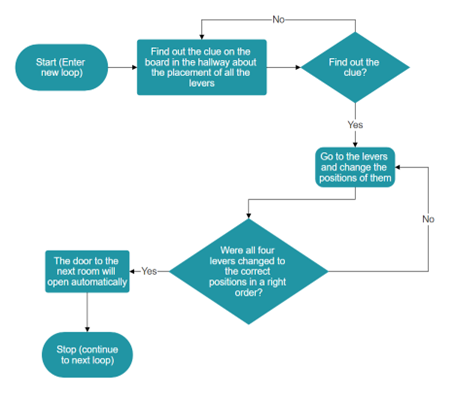 No
Start (Enter
new loop)
Find out the clue on the
board in the hallway about
the placement of all the
levers
Find out the
clue?
Yes
Go to the levers
and change the
positions of them
No
Were all four
levers changed to
the correct
positions in a right
order?
Yes
The door to the
next room will
open automatically
Stop (continue
to next loop)